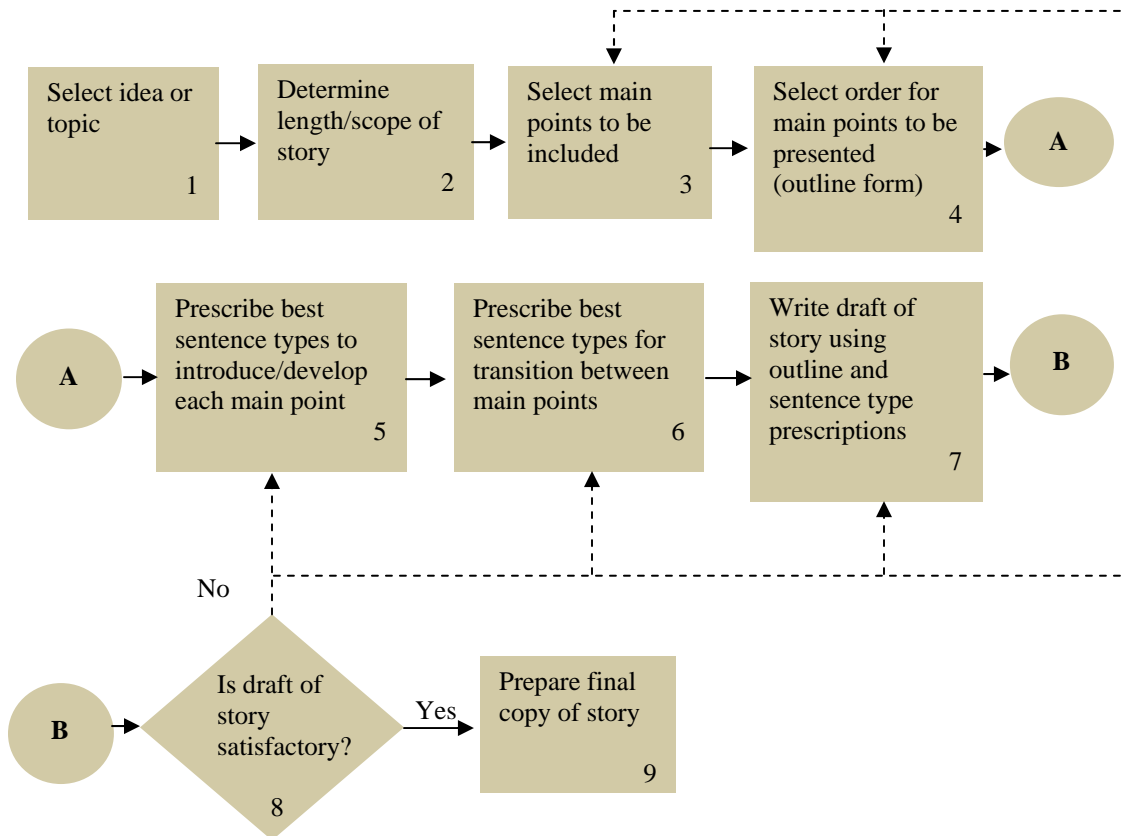 Select idea or
topic
1
Determine
length/scope of
story
2
Select main
points to be
included
3
Select order for
main points to be
presented
(outline form)
4
A
A
Prescribe best
sentence types to
introduce/develop
each main point
5
Prescribe best
sentence types for
transition between
main points
6
Write draft of
story using
outline and
sentence type
prescriptions
7
B
No
B
Is draft of
story
satisfactory?
8
Yes
Prepare final
copy of story
9